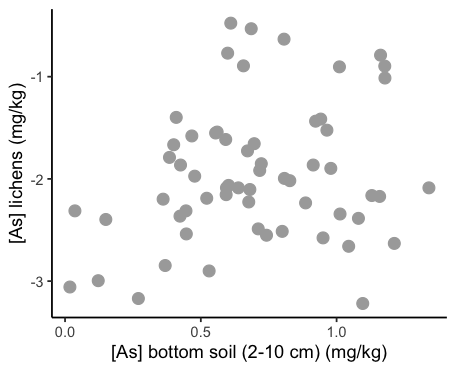 [As] lichens (mg/kg)
-1
-2
-3
0.0 0.5 1.0
[As] bottom soil (2-10 cm) (mg/kg)